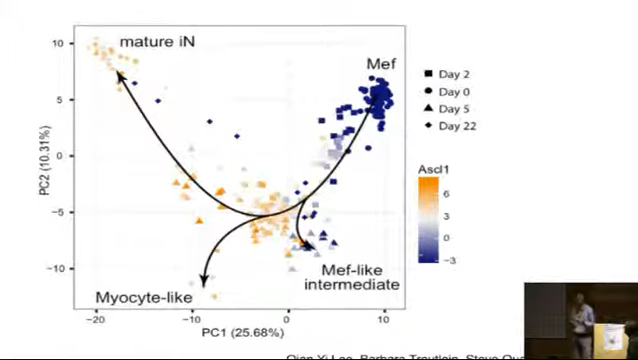 mature iN
Mef
Day 2
Day 0
Day 5
Day 22
Ascl1
6
3
0
−3
10
5
0
−5
−10
PC2 (10.31%)
Mef-like
intermediate
Myocyte-like
−20
−10
0
10
PC1 (25.68%)
Barbara